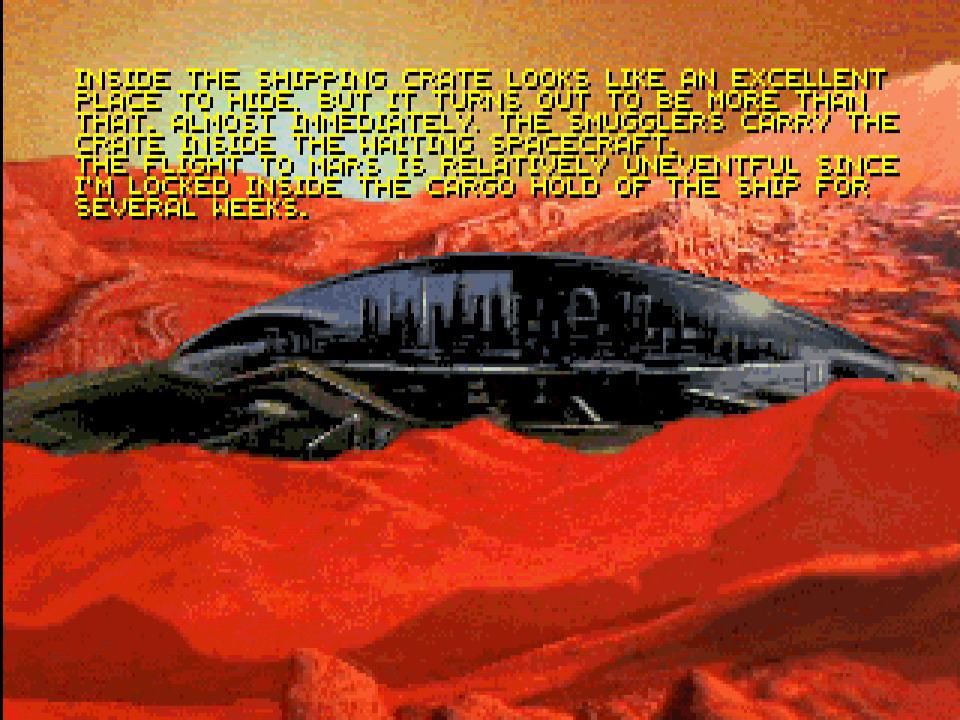 INSIDE THE SHIPPING CRATE LOOKS LIKE AN EXCELLENT
PLACE TO HIDE, BUT IT TURNS OUT TO BE MORE THAN
THAT. ALMOST IMMEDIATELY, THE SMUGGLERS CARRY THE
CRATE INSIDE THE WAITING SPACECRAFT.
THE FLIGHT TO MARS IS RELATIVELY UNEVENTFUL SINCE
I'M LOCKED INSIDE THE CARGO HOLD OF THE SHIP FOR
SEVERAL WEEKS.